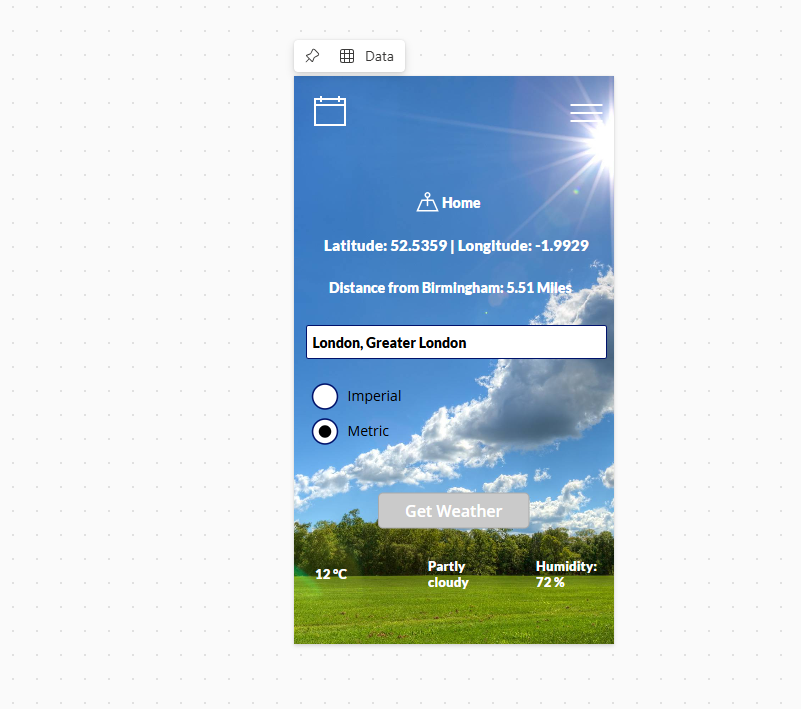 Data
Home
Latitude: 52.5359 | Longitude: -1.9929
Distance from Birmingham: 5.51 Miles
London, Greater London
Imperial
Metric
Get Weather
12 °C
Partly
cloudy
Humidity:
72 %